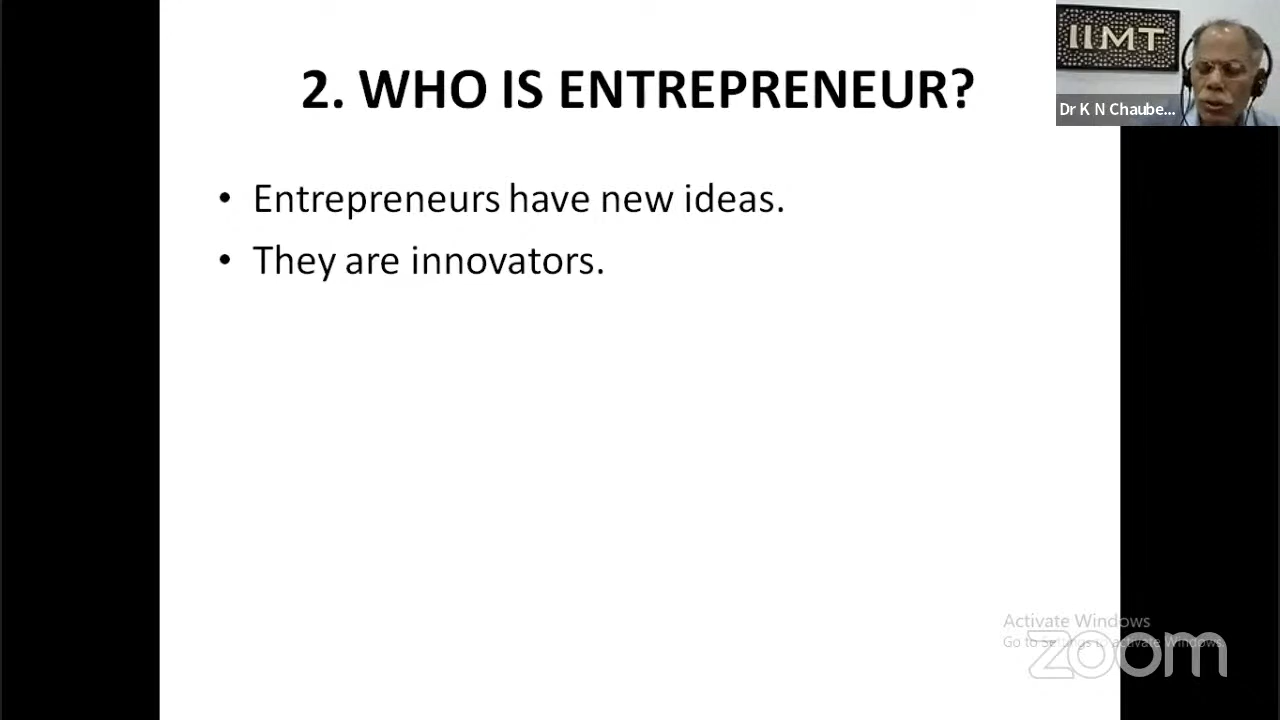 2. WHO IS ENTREPRENEUR?
IIMT
Dr K N Chaube...
• Entrepreneurs have new ideas.
• They are innovators.
Activate Windows
Go to Settings to activate Windows.
zoom